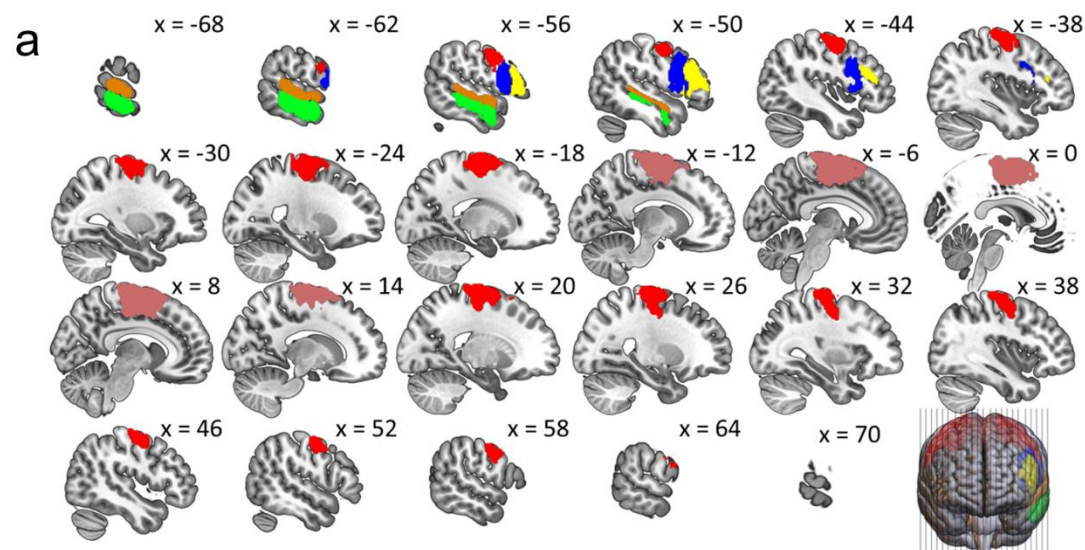 a
x = -68 x = -62 x = -56 x = -50 x = -44 x = -38
x = -30 x = -24 x = -18 x = -12 x = -6 x = 0
x = 8 x = 14 x = 20 x = 26 x = 32 x = 38
x = 46 x = 52 x = 58 x = 64 x = 70